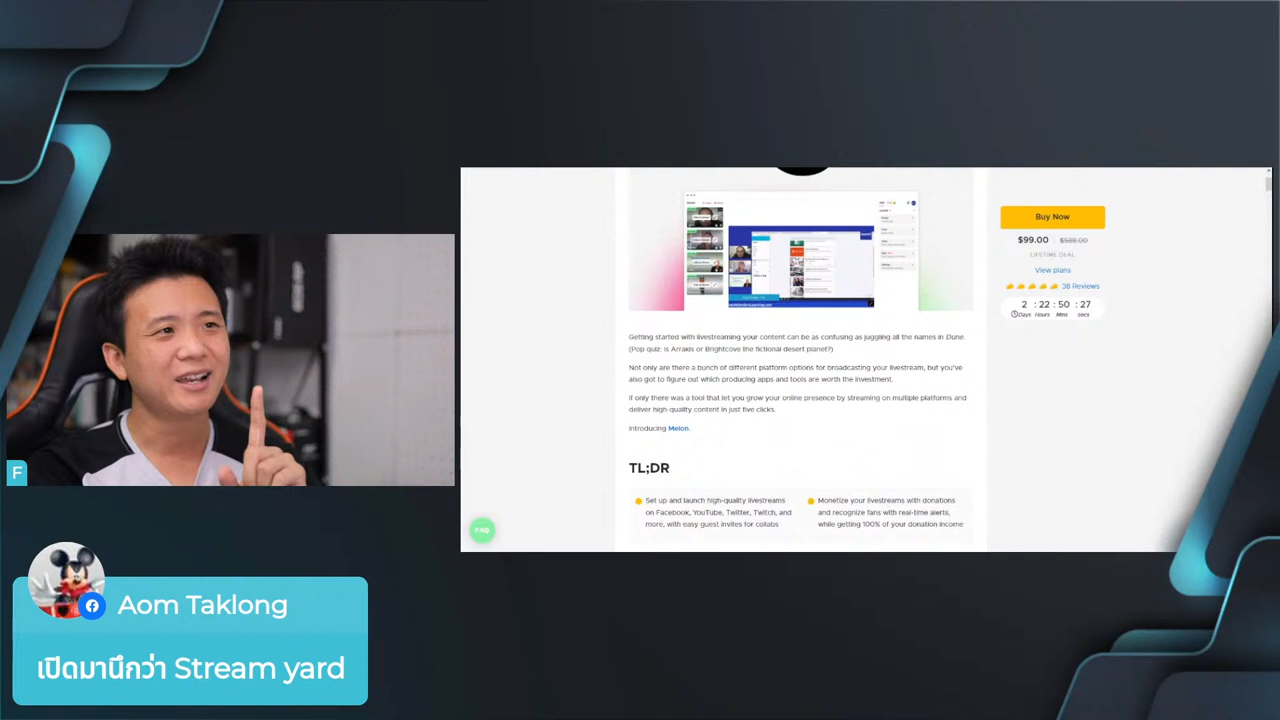 Buy Now
$99.00 $588.00
LIFETIME DEAL
View plans
38 Reviews
2 : 22 : 50 : 27
Days Hours Mins secs
Getting started with livestreaming your content can be as confusing as juggling all the names in Dune.
(Pop quiz: is Arrakis or Brightcove the fictional desert planet?)
Not only are there a bunch of different platform options for broadcasting your livestream, but you've
also got to figure out which producing apps and tools are worth the investment.
If only there was a tool that let you grow your online presence by streaming on multiple platforms and
deliver high-quality content in just five clicks.
Introducing Melon.
TL;DR
Set up and launch high-quality livestreams
on Facebook, YouTube, Twitter, Twitch, and
more, with easy guest invites for collabs
Monetize your livestreams with donations
and recognize fans with real-time alerts,
while getting 100% of your donation income
FAQ
F
Aom Taklong
เปิดมานึกว่า Stream yard